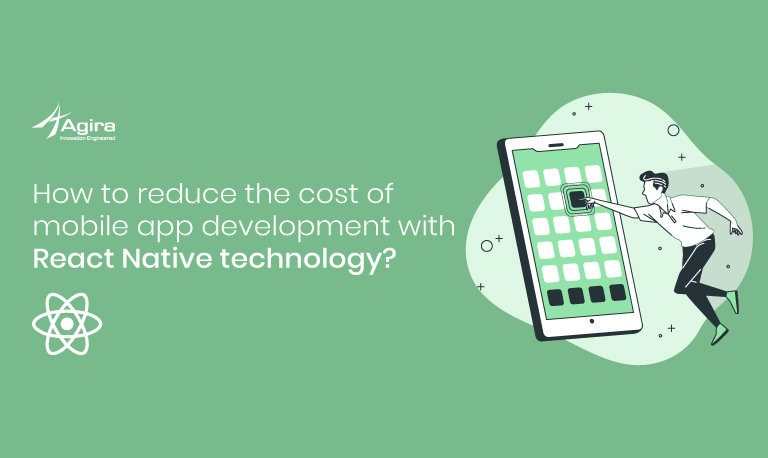 Agira
Innovation Engineered
How to reduce the cost of
mobile app development with
React Native technology?